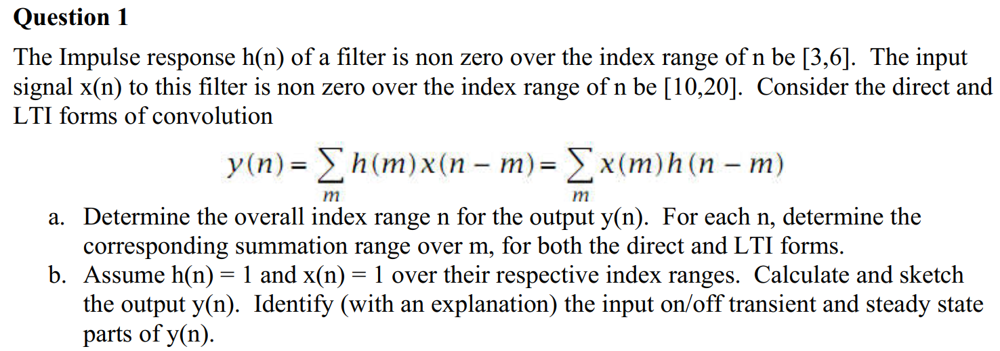 Question 1
The Impulse response h(n) of a filter is non zero over the index range of n be [3,6].  The input
signal x(n) to this filter is non zero over the index range of n be [10,20].  Consider the direct and
LTI forms of convolution
y(n) = ∑ h(m)x(n − m) = ∑ x(m)h(n − m)
m m
a. Determine the overall index range n for the output y(n).  For each n, determine the
corresponding summation range over m, for both the direct and LTI forms.
b. Assume h(n) = 1 and x(n) = 1 over their respective index ranges.  Calculate and sketch
the output y(n).  Identify (with an explanation) the input on/off transient and steady state
parts of y(n).